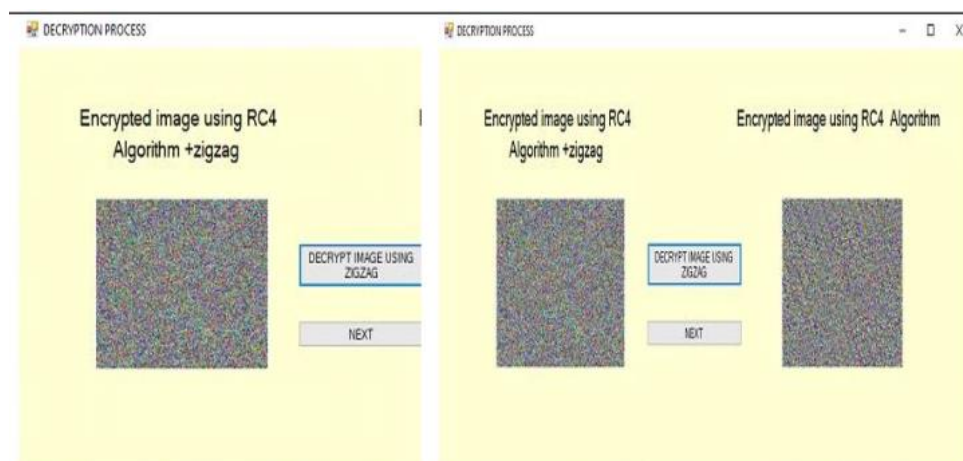 DECRYPTION PROCESS
Encrypted image using RC4
Algorithm +zigzag
DECRYPT IMAGE USING
ZIGZAG
NEXT
DECRYPTION PROCESS
Encrypted image using RC4
Algorithm +zigzag
Encrypted image using RC4 Algorithm
DECRYPT IMAGE USING
ZIGZAG
NEXT